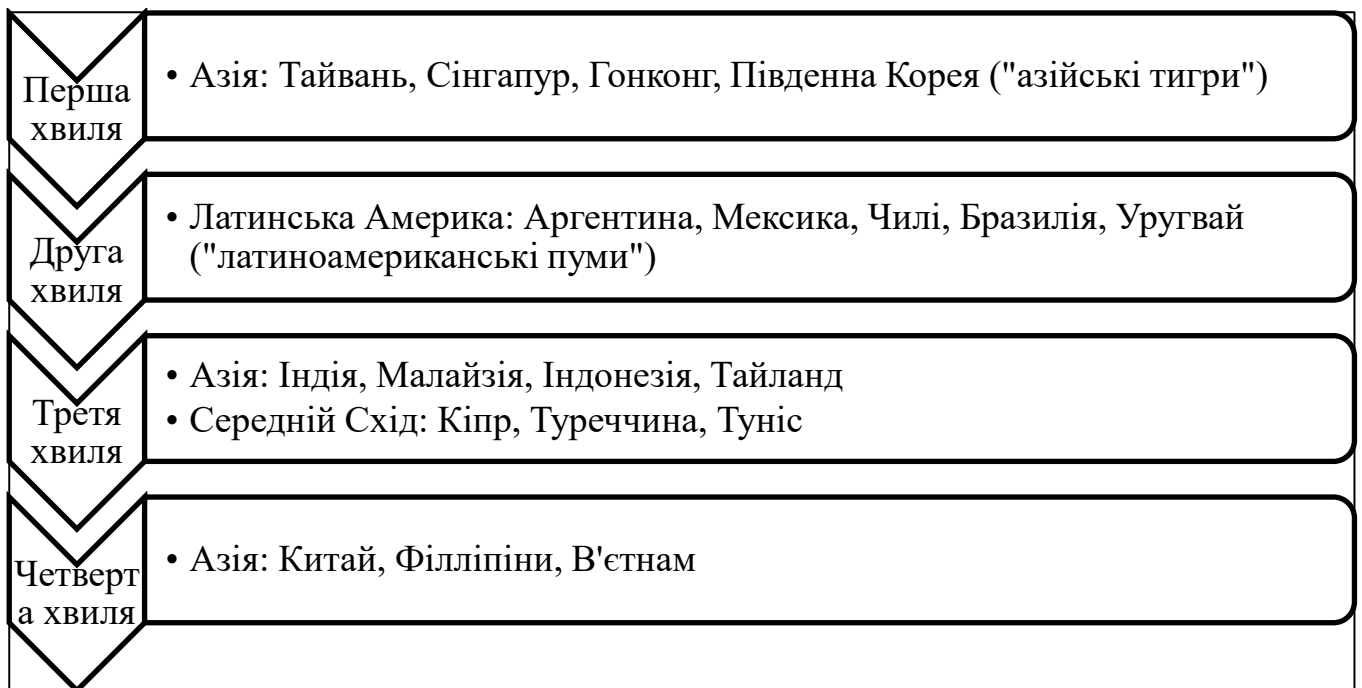 Перша
хвиля
• Азія: Тайвань, Сінгапур, Гонконг, Південна Корея ("азійські тигри")
Друга
хвиля
• Латинська Америка: Аргентина, Мексика, Чилі, Бразилія, Уругвай
("латиноамериканські пуми")
Третя
хвиля
• Азія: Індія, Малайзія, Індонезія, Тайланд
• Середній Схід: Кіпр, Туреччина, Туніс
Четверт
а хвиля
• Азія: Китай, Філліпіни, В'єтнам